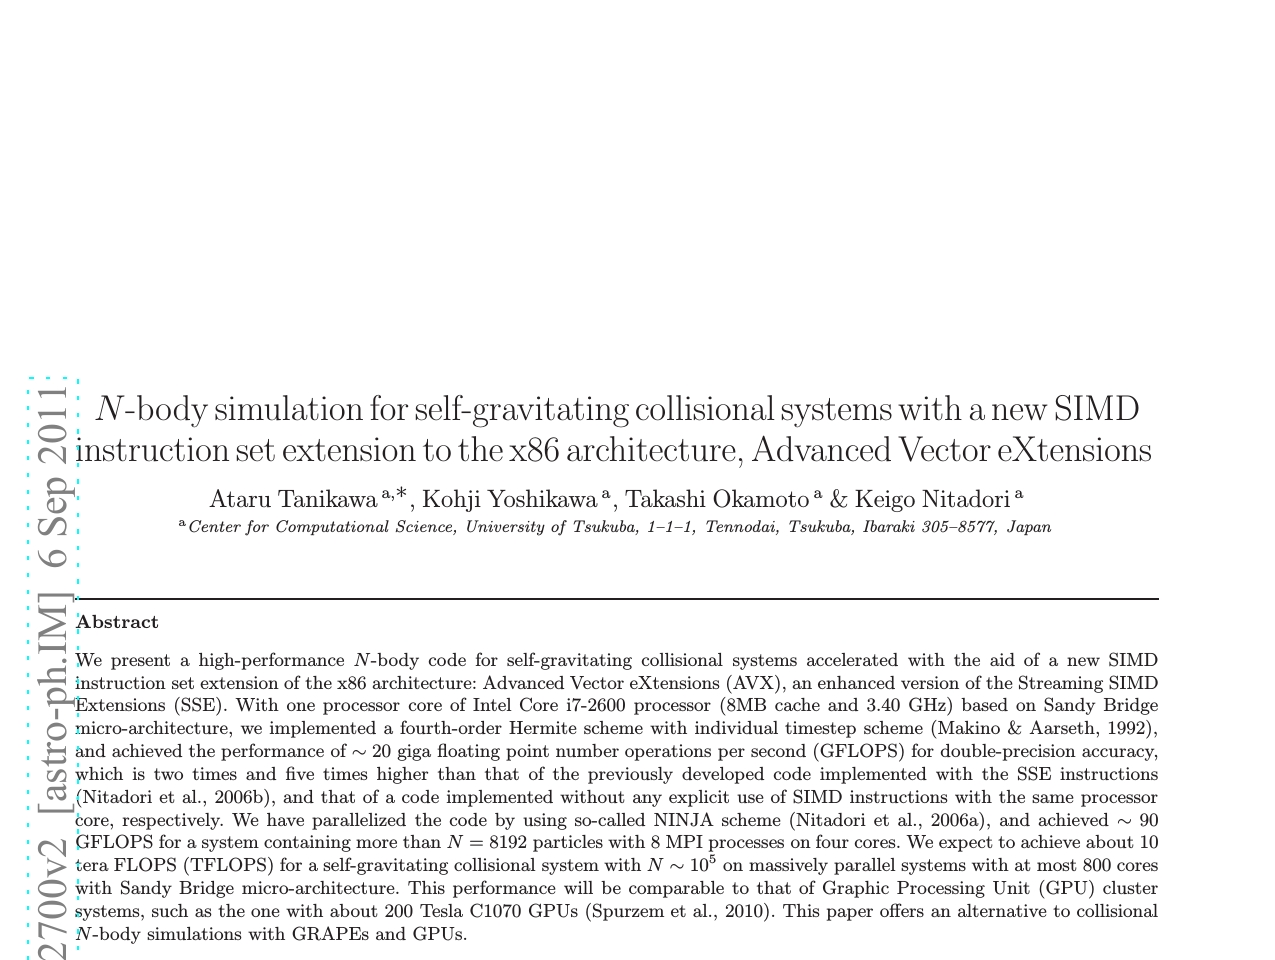 N-body simulation for self-gravitating collisional systems with a new SIMD
instruction set extension to the x86 architecture, Advanced Vector eXtensions
Ataru Tanikawa a,*, Kohji Yoshikawa a, Takashi Okamoto a & Keigo Nitadori a
a Center for Computational Science, University of Tsukuba, 1–1–1, Tennodai, Tsukuba, Ibaraki 305–8577, Japan
Abstract
We present a high-performance N-body code for self-gravitating collisional systems accelerated with the aid of a new SIMD
instruction set extension of the x86 architecture: Advanced Vector eXtensions (AVX), an enhanced version of the Streaming SIMD
Extensions (SSE). With one processor core of Intel Core i7-2600 processor (8MB cache and 3.40 GHz) based on Sandy Bridge
micro-architecture, we implemented a fourth-order Hermite scheme with individual timestep scheme (Makino & Aarseth, 1992),
and achieved the performance of ∼ 20 giga floating point number operations per second (GFLOPS) for double-precision accuracy,
which is two times and five times higher than that of the previously developed code implemented with the SSE instructions
(Nitadori et al., 2006b), and that of a code implemented without any explicit use of SIMD instructions with the same processor
core, respectively. We have parallelized the code by using so-called NINJA scheme (Nitadori et al., 2006a), and achieved ∼ 90
GFLOPS for a system containing more than N = 8192 particles with 8 MPI processes on four cores. We expect to achieve about 10
tera FLOPS (TFLOPS) for a self-gravitating collisional system with N ∼ 10^5 on massively parallel systems with at most 800 cores
with Sandy Bridge micro-architecture. This performance will be comparable to that of Graphic Processing Unit (GPU) cluster
systems, such as the one with about 200 Tesla C1070 GPUs (Spurzem et al., 2010). This paper offers an alternative to collisional
N-body simulations with GRAPEs and GPUs.
2700v2 [astro-ph.IM] 6 Sep 2011